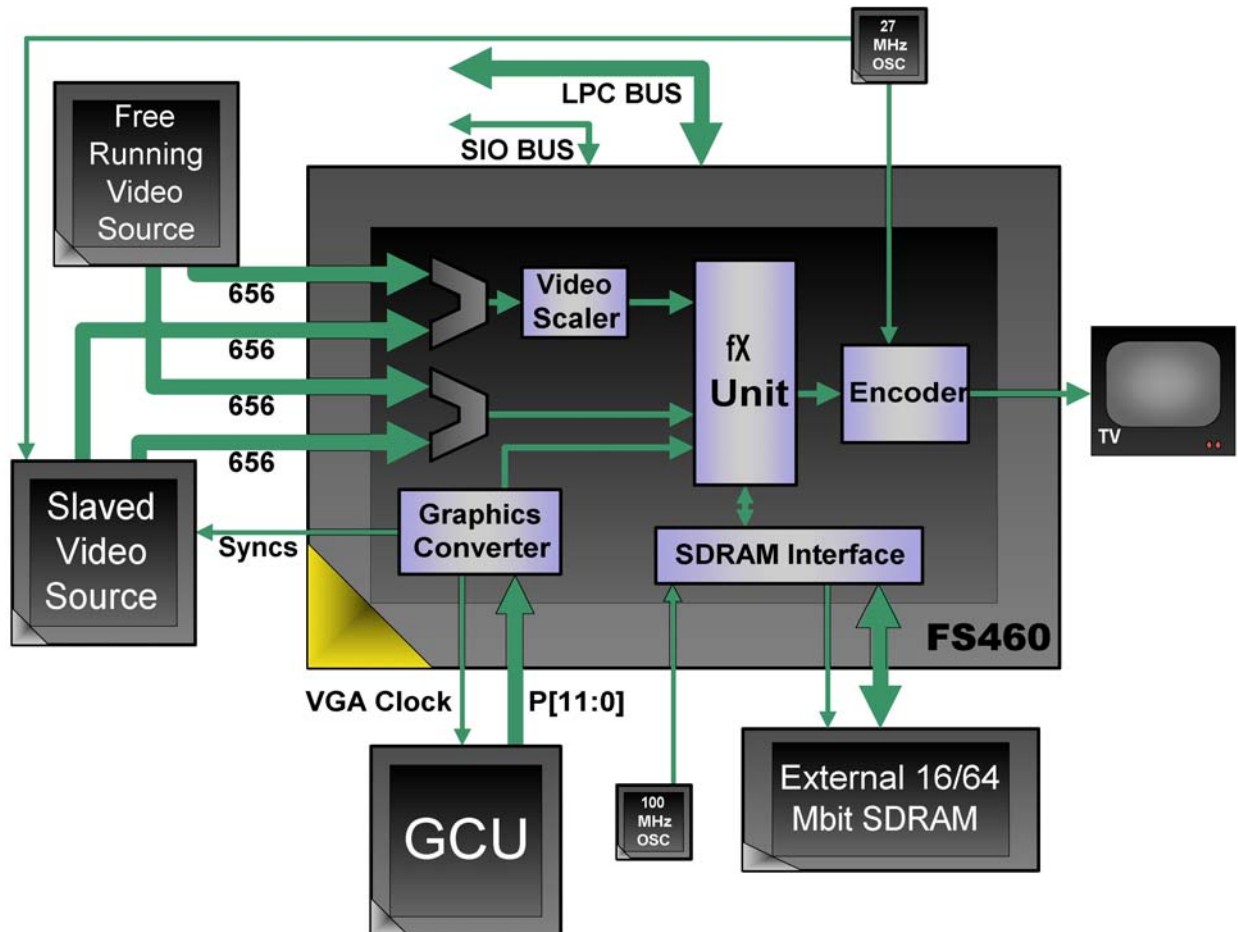 27
MHz
OSC
LPC BUS
SIO BUS
Free
Running
Video
Source
656
656
656
656
Video
Scaler
fX
Unit
Encoder
TV
Slaved
Video
Source
Syncs
Graphics
Converter
SDRAM Interface
FS460
VGA Clock
P[11:0]
GCU
100
MHz
OSC
External 16/64
Mbit SDRAM